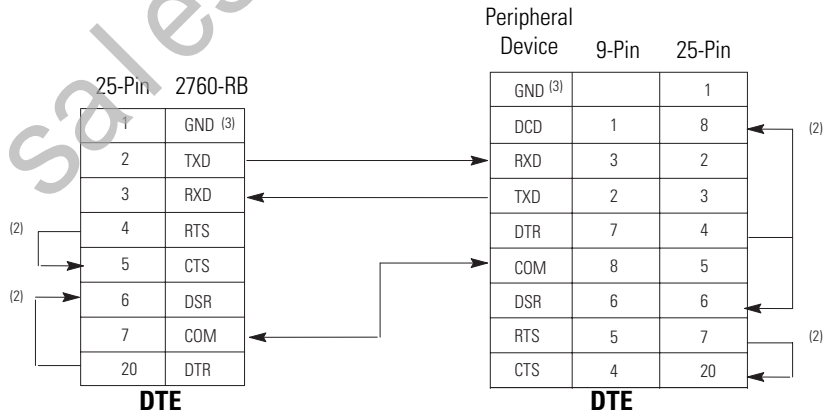 sales
Peripheral
Device 9-Pin 25-Pin
25-Pin 2760-RB
1 GND (3)
2 TXD
3 RXD
(2) 4 RTS
5 CTS
(2) 6 DSR
7 COM
20 DTR
DTE
GND (3) 1
DCD 1 8 (2)
RXD 3 2
TXD 2 3
DTR 7 4
COM 8 5
DSR 6 6
RTS 5 7 (2)
CTS 4 20
DTE